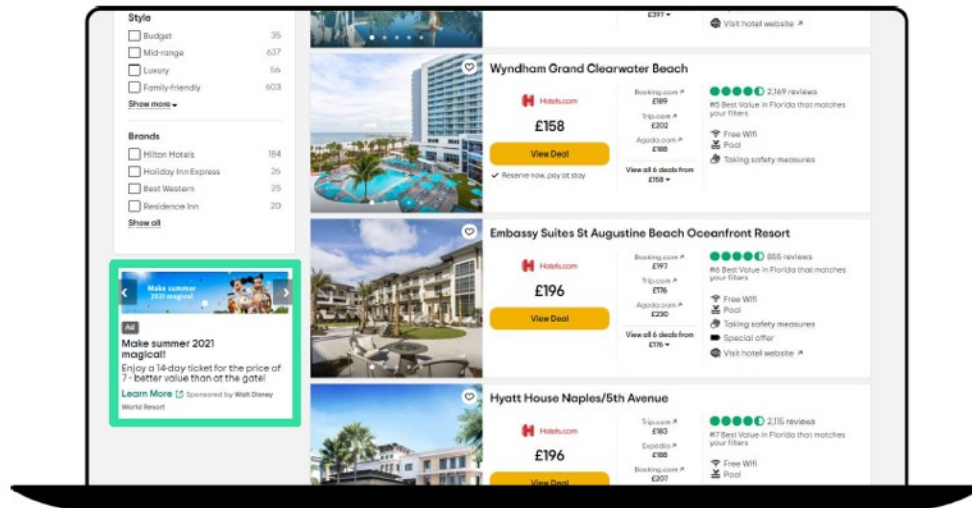 Style
Budget 35
Mid-range 637
Luxury 56
Family-friendly 603
Show more
Brands
Hilton Hotels 184
Holiday Inn Express 26
Best Western 25
Residence Inn 20
Show all
Make summer
2021 magical
Ad
Make summer 2021
magical!
Enjoy a 14-day ticket for the price of
7 - better value than at the gate!
Learn More Sponsored by Walt Disney
World Resort
£397
Visit hotel website
Wyndham Grand Clearwater Beach
Hotels.com
£158
View Deal
Reserve now, pay at stay
Booking.com
£189
Trip.com
£202
Agoda.com
£188
View all 6 deals from
£158
2,169 reviews
#5 Best Value in Florida that matches
your filters
Free Wifi
Pool
Taking safety measures
Embassy Suites St Augustine Beach Oceanfront Resort
Hotels.com
£196
View Deal
Booking.com
£197
Trip.com
£176
Agoda.com
£230
View all 6 deals from
£176
855 reviews
#6 Best Value in Florida that matches
your filters
Free Wifi
Pool
Taking safety measures
Special offer
Visit hotel website
Hyatt House Naples/5th Avenue
Hotels.com
£196
View Deal
Trip.com
£183
Expedia
£188
Booking.com
£207
2,115 reviews
#7 Best Value in Florida that matches
your filters
Free Wifi
Pool